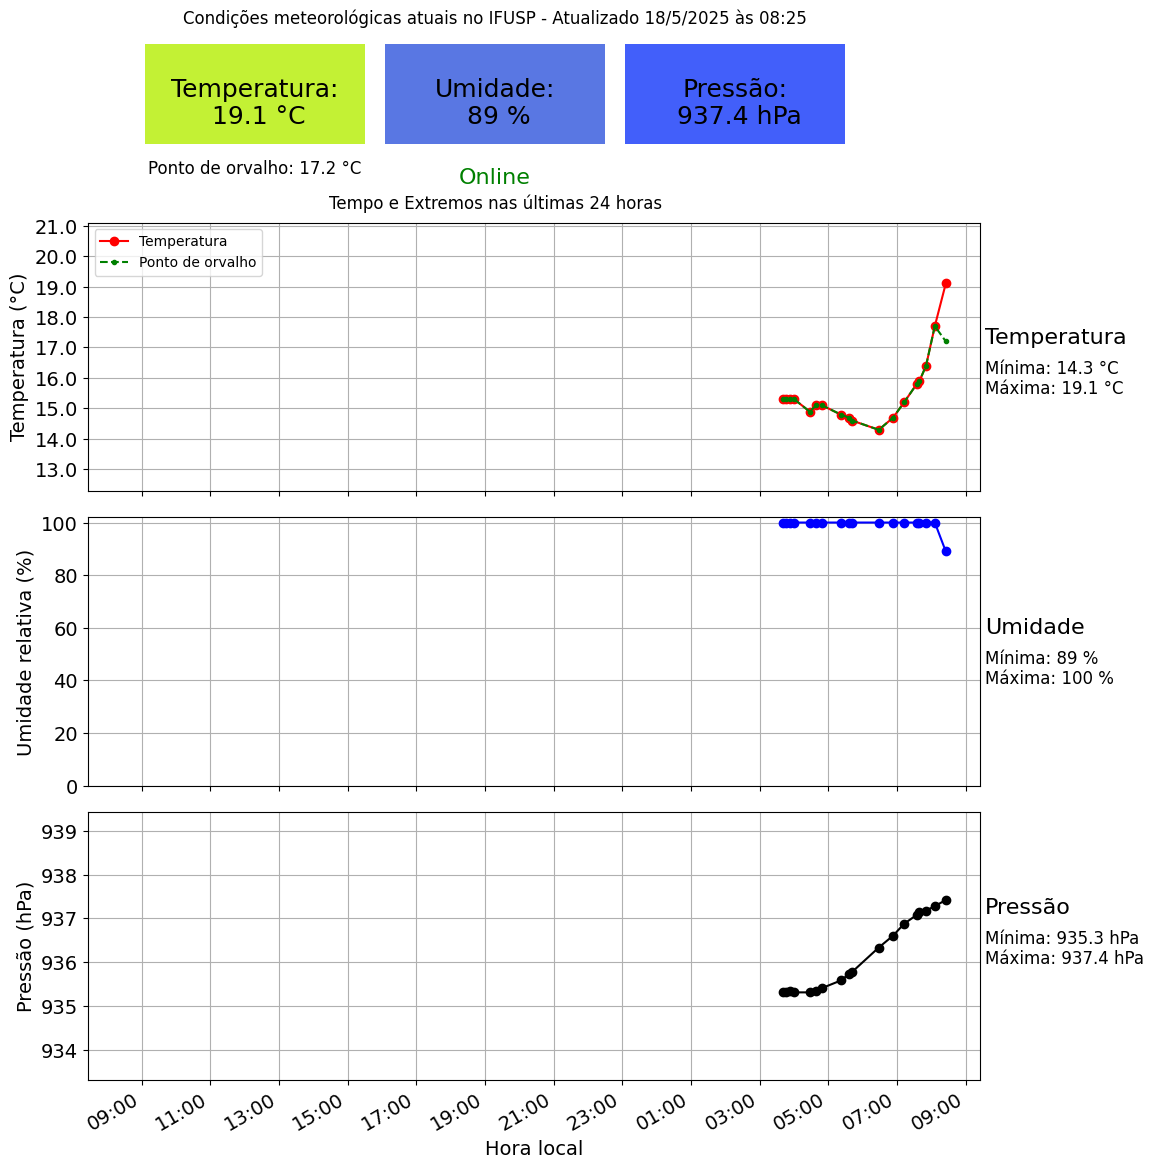 Condições meteorológicas atuais no IFUSP - Atualizado 18/5/2025 às 08:25
Temperatura:
19.1 °C
Umidade:
89 %
Pressão:
937.4 hPa
Ponto de orvalho: 17.2 °C
Online
Tempo e Extremos nas últimas 24 horas
Temperatura
Ponto de orvalho
Temperatura (°C)
21.0
20.0
19.0
18.0
17.0
16.0
15.0
14.0
13.0
Temperatura
Mínima: 14.3 °C
Máxima: 19.1 °C
Umidade relativa (%)
100
80
60
40
20
0
Umidade
Mínima: 89 %
Máxima: 100 %
Pressão (hPa)
939
938
937
936
935
934
Pressão
Mínima: 935.3 hPa
Máxima: 937.4 hPa
09:00
11:00
13:00
15:00
17:00
19:00
21:00
23:00
01:00
03:00
05:00
07:00
09:00
Hora local